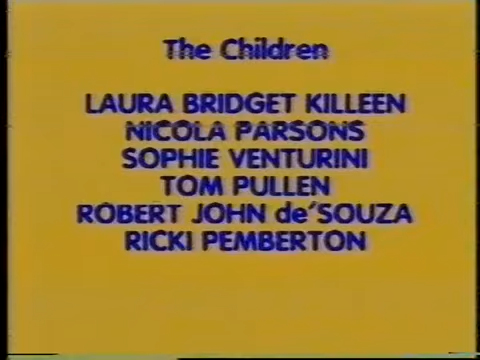 The Children
LAURA BRIDGET KILLEEN
NICOLA PARSONS
SOPHIE VENTURINI
TOM PULLEN
ROBERT JOHN de'SOUZA
RICKI PEMBERTON